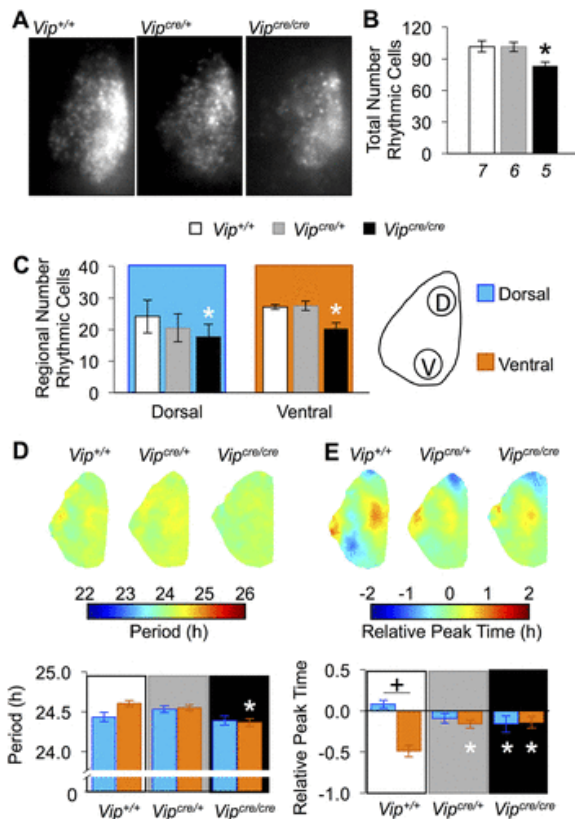 A
Vip+/+
Vipcre/+
Vipcre/cre
B
Total Number
Rhythmic Cells
120
90
60
30
0
*
7 6 5
Vip+/+ Vipcre/+ Vipcre/cre
C
Regional Number
Rhythmic Cells
40
30
20
10
0
* *
Dorsal Ventral
D
V
Dorsal
Ventral
D
Vip+/+ Vipcre/+ Vipcre/cre
22 23 24 25 26
Period (h)
E
Vip+/+ Vipcre/+ Vipcre/cre
-2 -1 0 1 2
Relative Peak Time (h)
Period (h)
25.0
24.5
24.0
0
*
Vip+/+ Vipcre/+ Vipcre/cre
Relative Peak Time
0.5
0.0
-0.5
-1.0
+
* * *
Vip+/+ Vipcre/+ Vipcre/cre